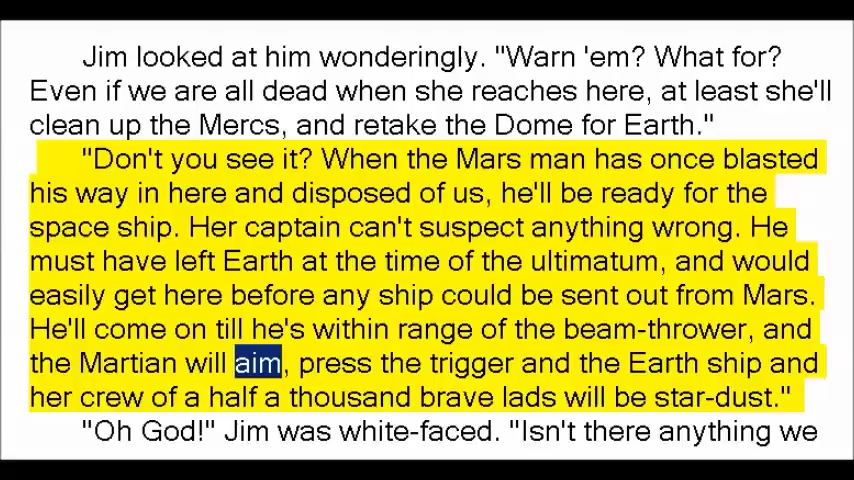 Jim looked at him wonderingly. "Warn 'em? What for?
Even if we are all dead when she reaches here, at least she'll
clean up the Mercs, and retake the Dome for Earth."
"Don't you see it? When the Mars man has once blasted
his way in here and disposed of us, he'll be ready for the
space ship. Her captain can't suspect anything wrong. He
must have left Earth at the time of the ultimatum, and would
easily get here before any ship could be sent out from Mars.
He'll come on till he's within range of the beam-thrower, and
the Martian will aim, press the trigger and the Earth ship and
her crew of a half a thousand brave lads will be star-dust."
"Oh God!" Jim was white-faced. "Isn't there anything we